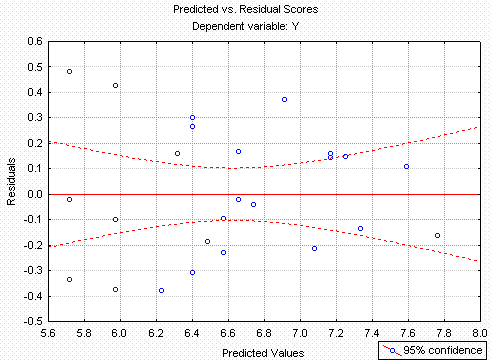 Predicted vs. Residual Scores
Dependent variable: Y
0.6
0.5
0.4
0.3
0.2
0.1
0.0
-0.1
-0.2
-0.3
-0.4
-0.5
Residuals
5.6 5.8 6.0 6.2 6.4 6.6 6.8 7.0 7.2 7.4 7.6 7.8 8.0
Predicted Values
95% confidence